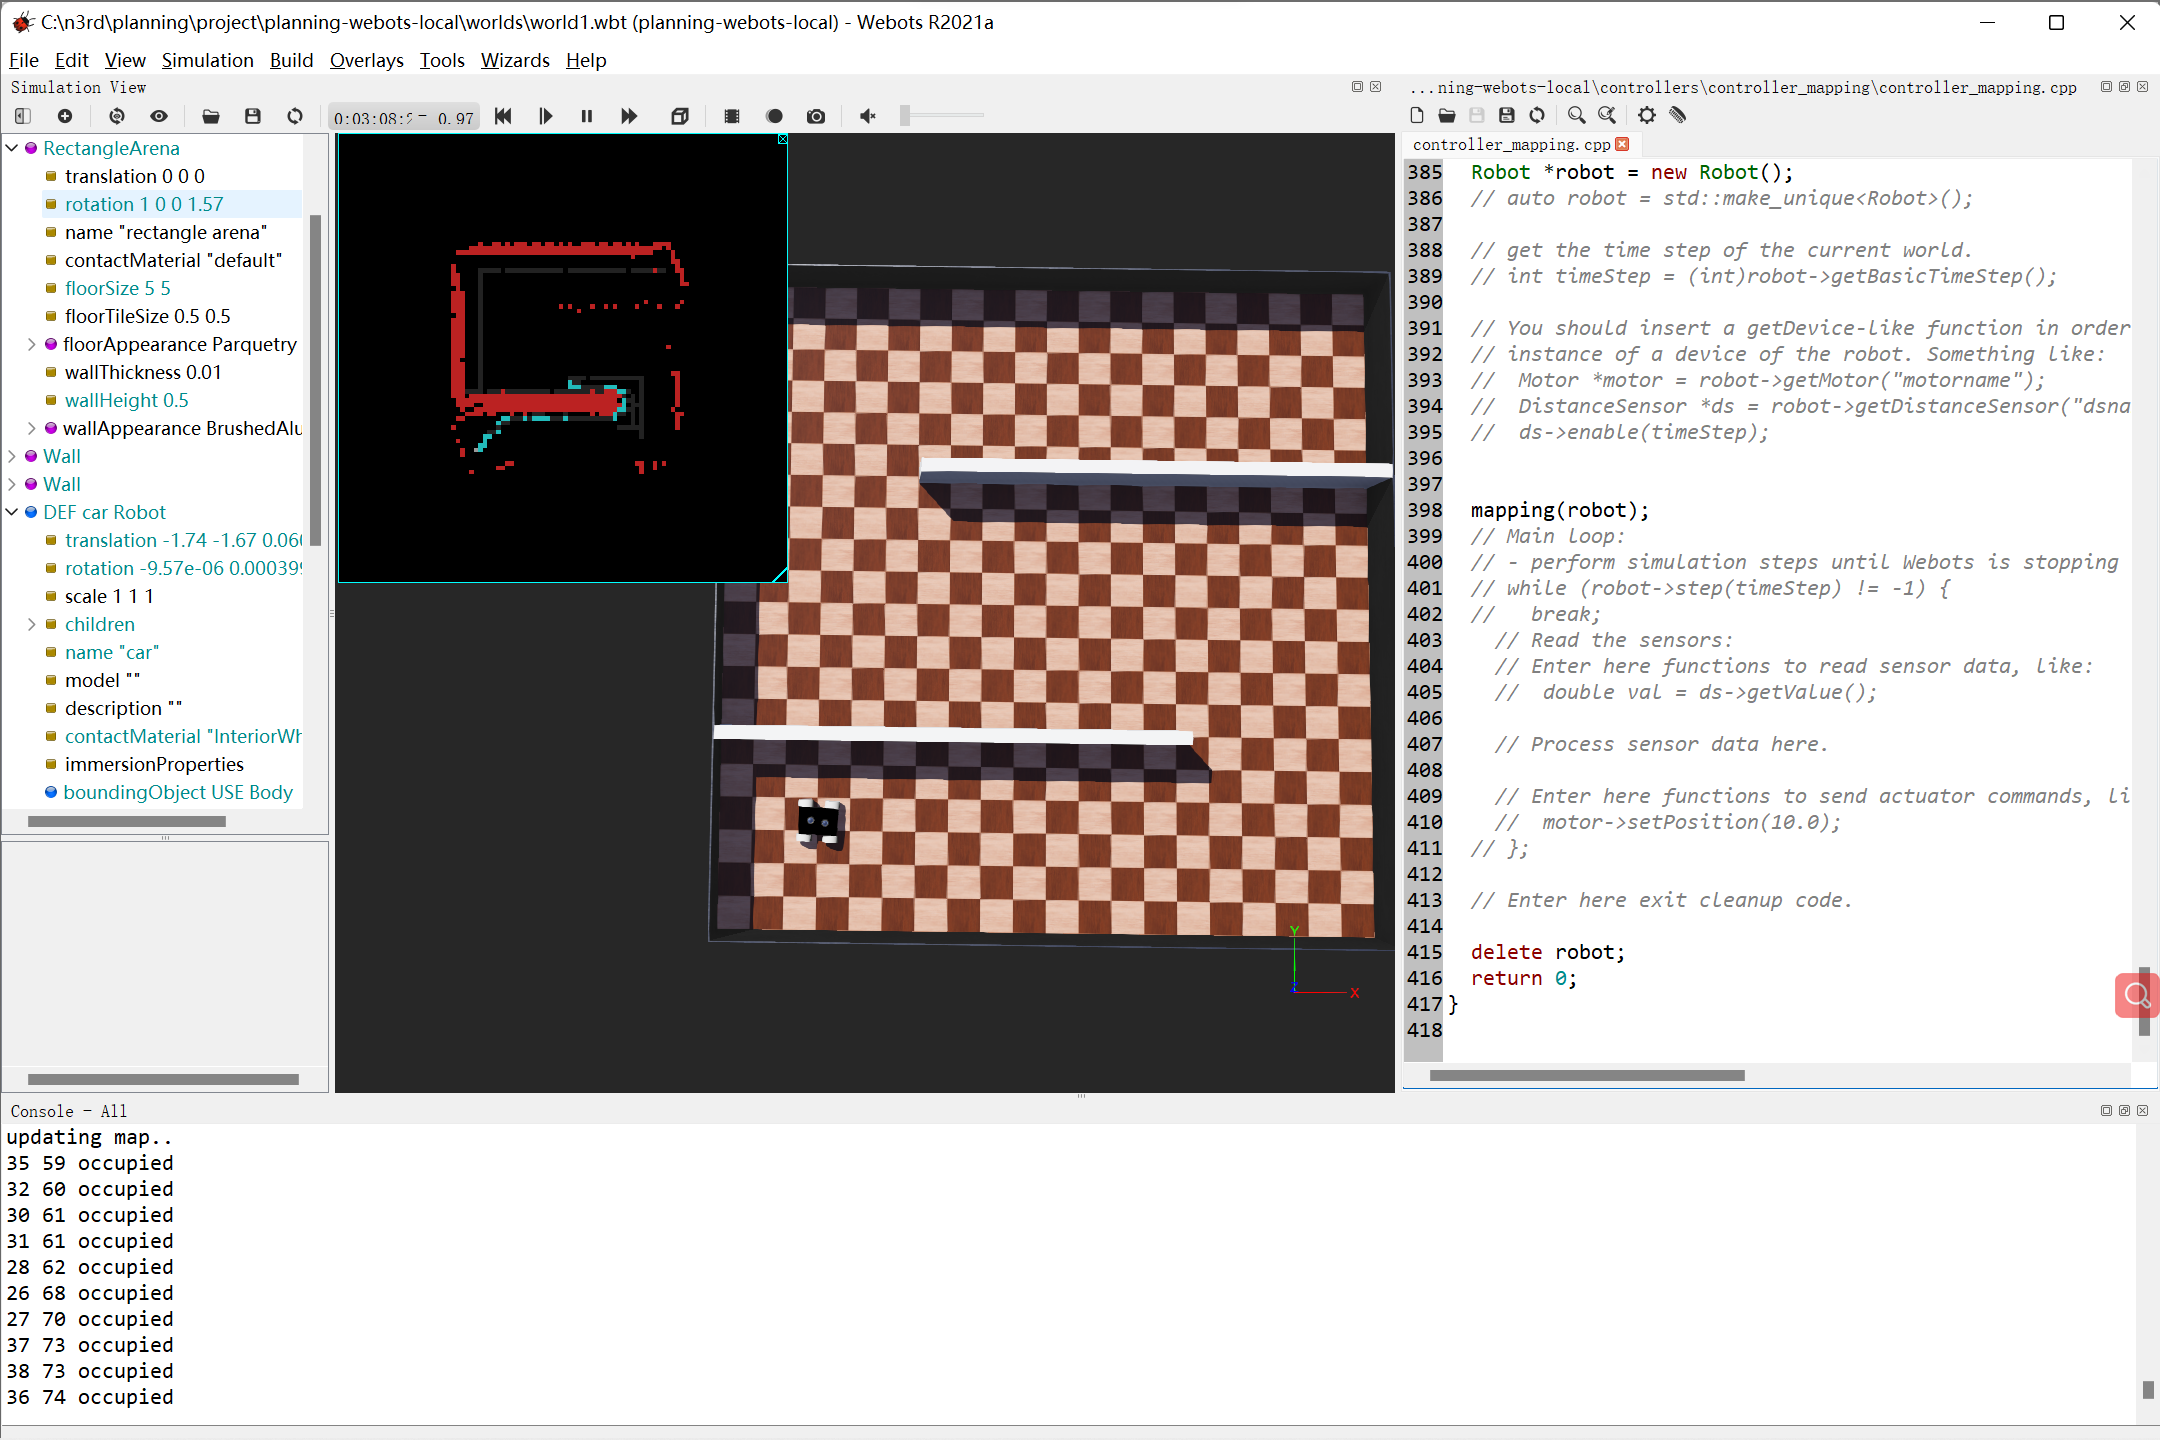 C:\n3rd\planning\project\planning-webots-local\worlds\world1.wbt (planning-webots-local) - Webots R2021a
File Edit View Simulation Build Overlays Tools Wizards Help
Simulation View
0:03:08: - 0.97
RectangleArena
translation 0 0 0
rotation 1 0 0 1.57
name "rectangle arena"
contactMaterial "default"
floorSize 5 5
floorTileSize 0.5 0.5
floorAppearance Parquetry
wallThickness 0.01
wallHeight 0.5
wallAppearance BrushedAlu
Wall
Wall
DEF car Robot
translation -1.74 -1.67 0.06
rotation -9.57e-06 0.00039
scale 1 1 1
children
name "car"
model ""
description ""
contactMaterial "InteriorWh
immersionProperties
boundingObject USE Body
Y
X
...ning-webots-local\controllers\controller_mapping\controller_mapping.cpp
controller_mapping.cpp
385 Robot *robot = new Robot();
386 // auto robot = std::make_unique<Robot>();
387
388 // get the time step of the current world.
389 // int timeStep = (int)robot->getBasicTimeStep();
390
391 // You should insert a getDevice-like function in order
392 // instance of a device of the robot. Something like:
393 //  Motor *motor = robot->getMotor("motorname");
394 //  DistanceSensor *ds = robot->getDistanceSensor("dsna
395 //  ds->enable(timeStep);
396
397
398 mapping(robot);
399 // Main loop:
400 // - perform simulation steps until Webots is stopping
401 // while (robot->step(timeStep) != -1) {
402 //   break;
403 // Read the sensors:
404 // Enter here functions to read sensor data, like:
405 //  double val = ds->getValue();
406
407 // Process sensor data here.
408
409 // Enter here functions to send actuator commands, li
410 //  motor->setPosition(10.0);
411 // };
412
413 // Enter here exit cleanup code.
414
415 delete robot;
416 return 0;
417 }
418
Console - All
updating map..
35 59 occupied
32 60 occupied
30 61 occupied
31 61 occupied
28 62 occupied
26 68 occupied
27 70 occupied
37 73 occupied
38 73 occupied
36 74 occupied